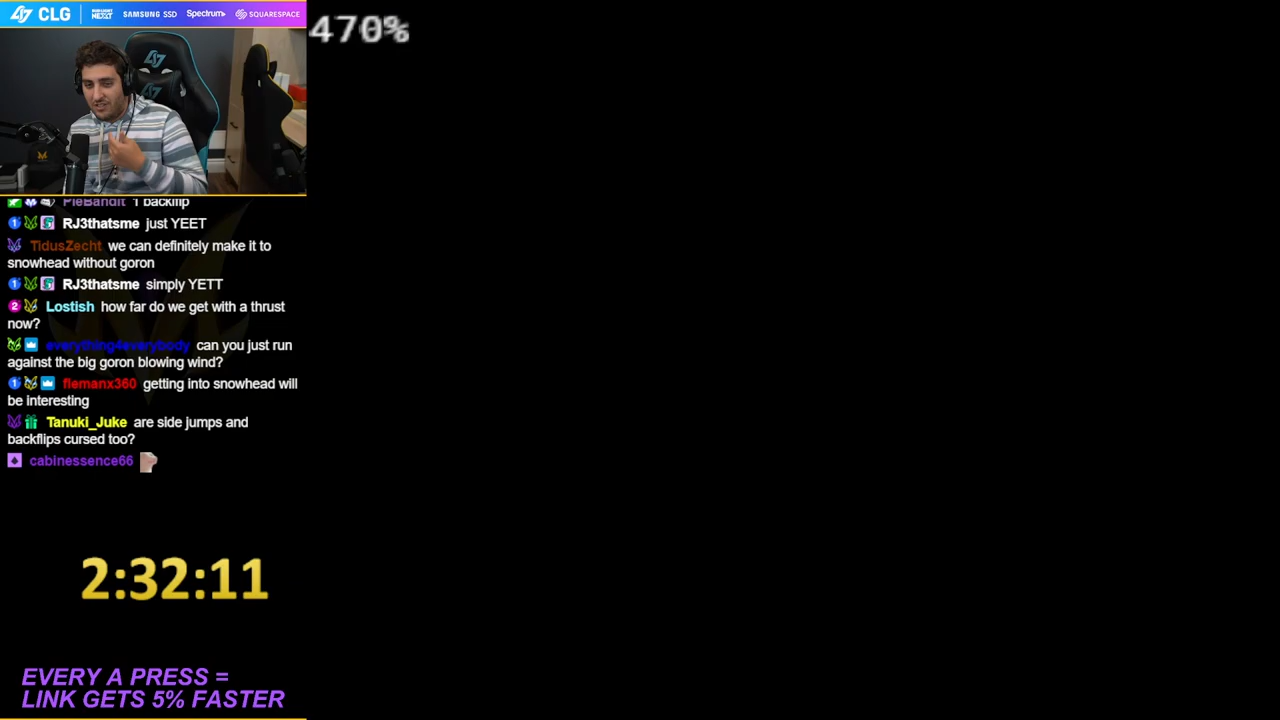 CLG SAMSUNG SSD Spectrum SQUARESPACE
470%
PieBandit 1 backflip
RJ3thatsme just YEET
TidusZecht we can definitely make it to
snowhead without goron
RJ3thatsme simply YETT
Lostish how far do we get with a thrust
now?
everything4everybody can you just run
against the big goron blowing wind?
flemanx360 getting into snowhead will
be interesting
Tanuki_Juke are side jumps and
backflips cursed too?
cabinessence66
2:32:11
EVERY A PRESS =
LINK GETS 5% FASTER